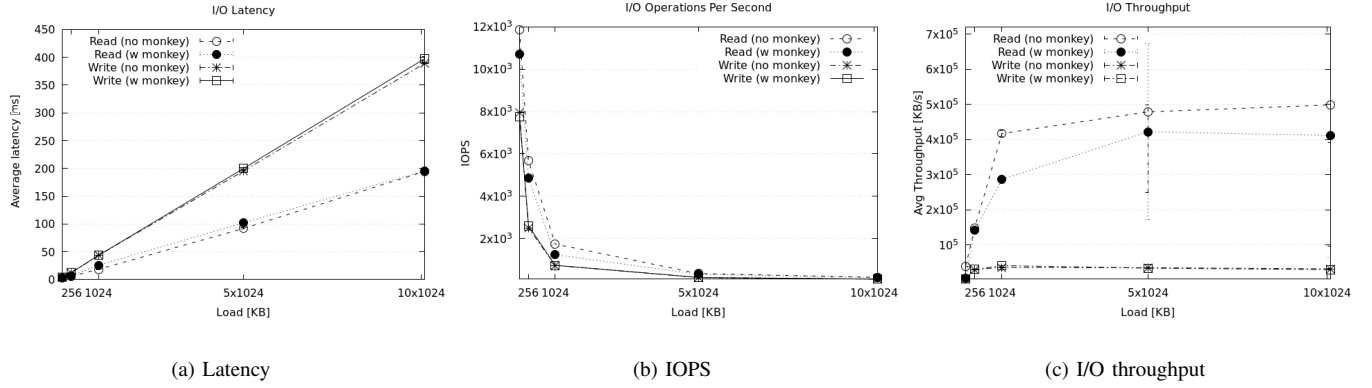 I/O Latency
Read (no monkey)
Read (w monkey)
Write (no monkey)
Write (w monkey)
450
400
350
300
250
200
150
100
50
0
Average latency [ms]
256 1024 5x1024 10x1024
Load [KB]
(a) Latency
I/O Operations Per Second
Read (no monkey)
Read (w monkey)
Write (no monkey)
Write (w monkey)
12x10³
10x10³
8x10³
6x10³
4x10³
2x10³
IOPS
256 1024 5x1024 10x1024
Load [KB]
(b) IOPS
I/O Throughput
Read (no monkey)
Read (w monkey)
Write (no monkey)
Write (w monkey)
7x10⁵
6x10⁵
5x10⁵
4x10⁵
3x10⁵
2x10⁵
10⁵
Avg Throughput [KB/s]
256 1024 5x1024 10x1024
Load [KB]
(c) I/O throughput